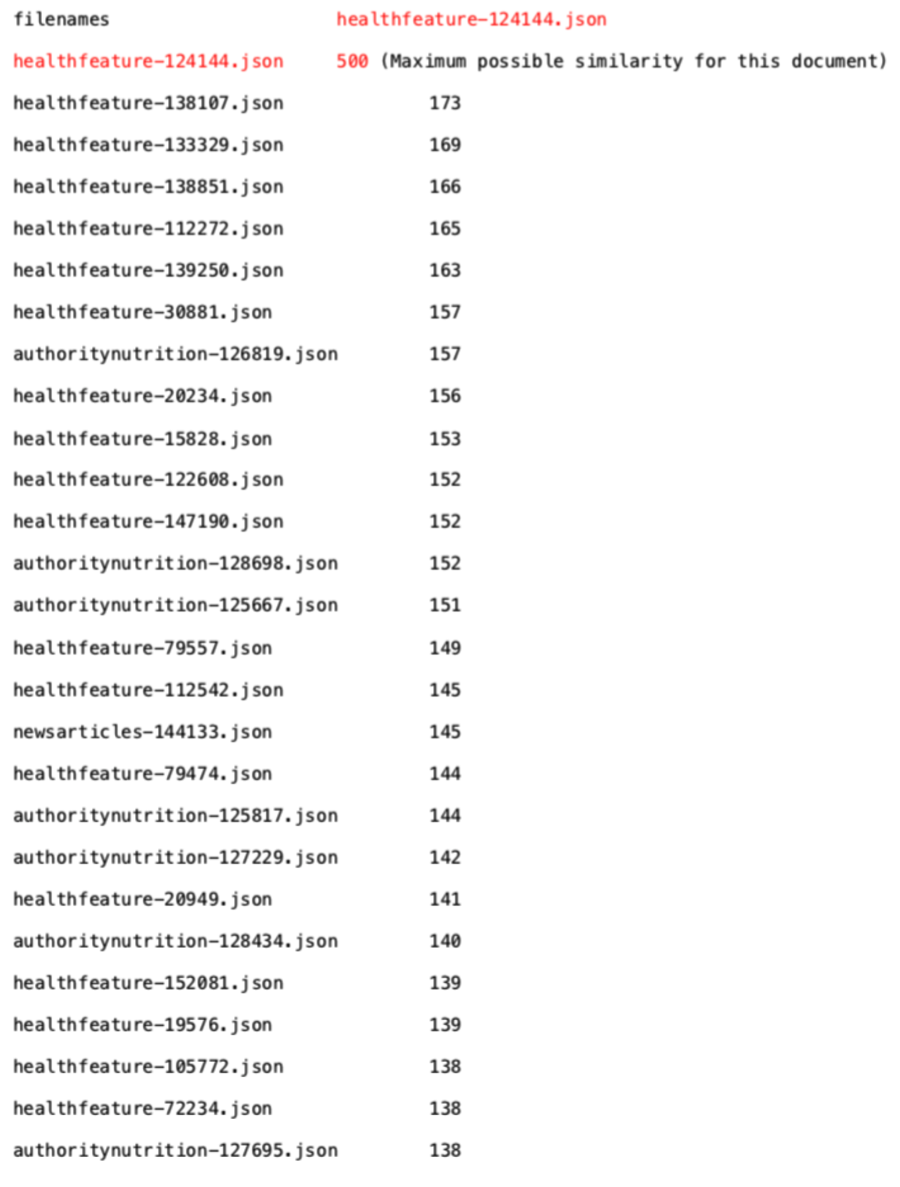 filenames healthfeature-124144.json
healthfeature-124144.json 500 (Maximum possible similarity for this document)
healthfeature-138107.json 173
healthfeature-133329.json 169
healthfeature-138851.json 166
healthfeature-112272.json 165
healthfeature-139250.json 163
healthfeature-30881.json 157
authoritynutrition-126819.json 157
healthfeature-20234.json 156
healthfeature-15828.json 153
healthfeature-122608.json 152
healthfeature-147190.json 152
authoritynutrition-128698.json 152
authoritynutrition-125667.json 151
healthfeature-79557.json 149
healthfeature-112542.json 145
newsarticles-144133.json 145
healthfeature-79474.json 144
authoritynutrition-125817.json 144
authoritynutrition-127229.json 142
healthfeature-20949.json 141
authoritynutrition-128434.json 140
healthfeature-152081.json 139
healthfeature-19576.json 139
healthfeature-105772.json 138
healthfeature-72234.json 138
authoritynutrition-127695.json 138